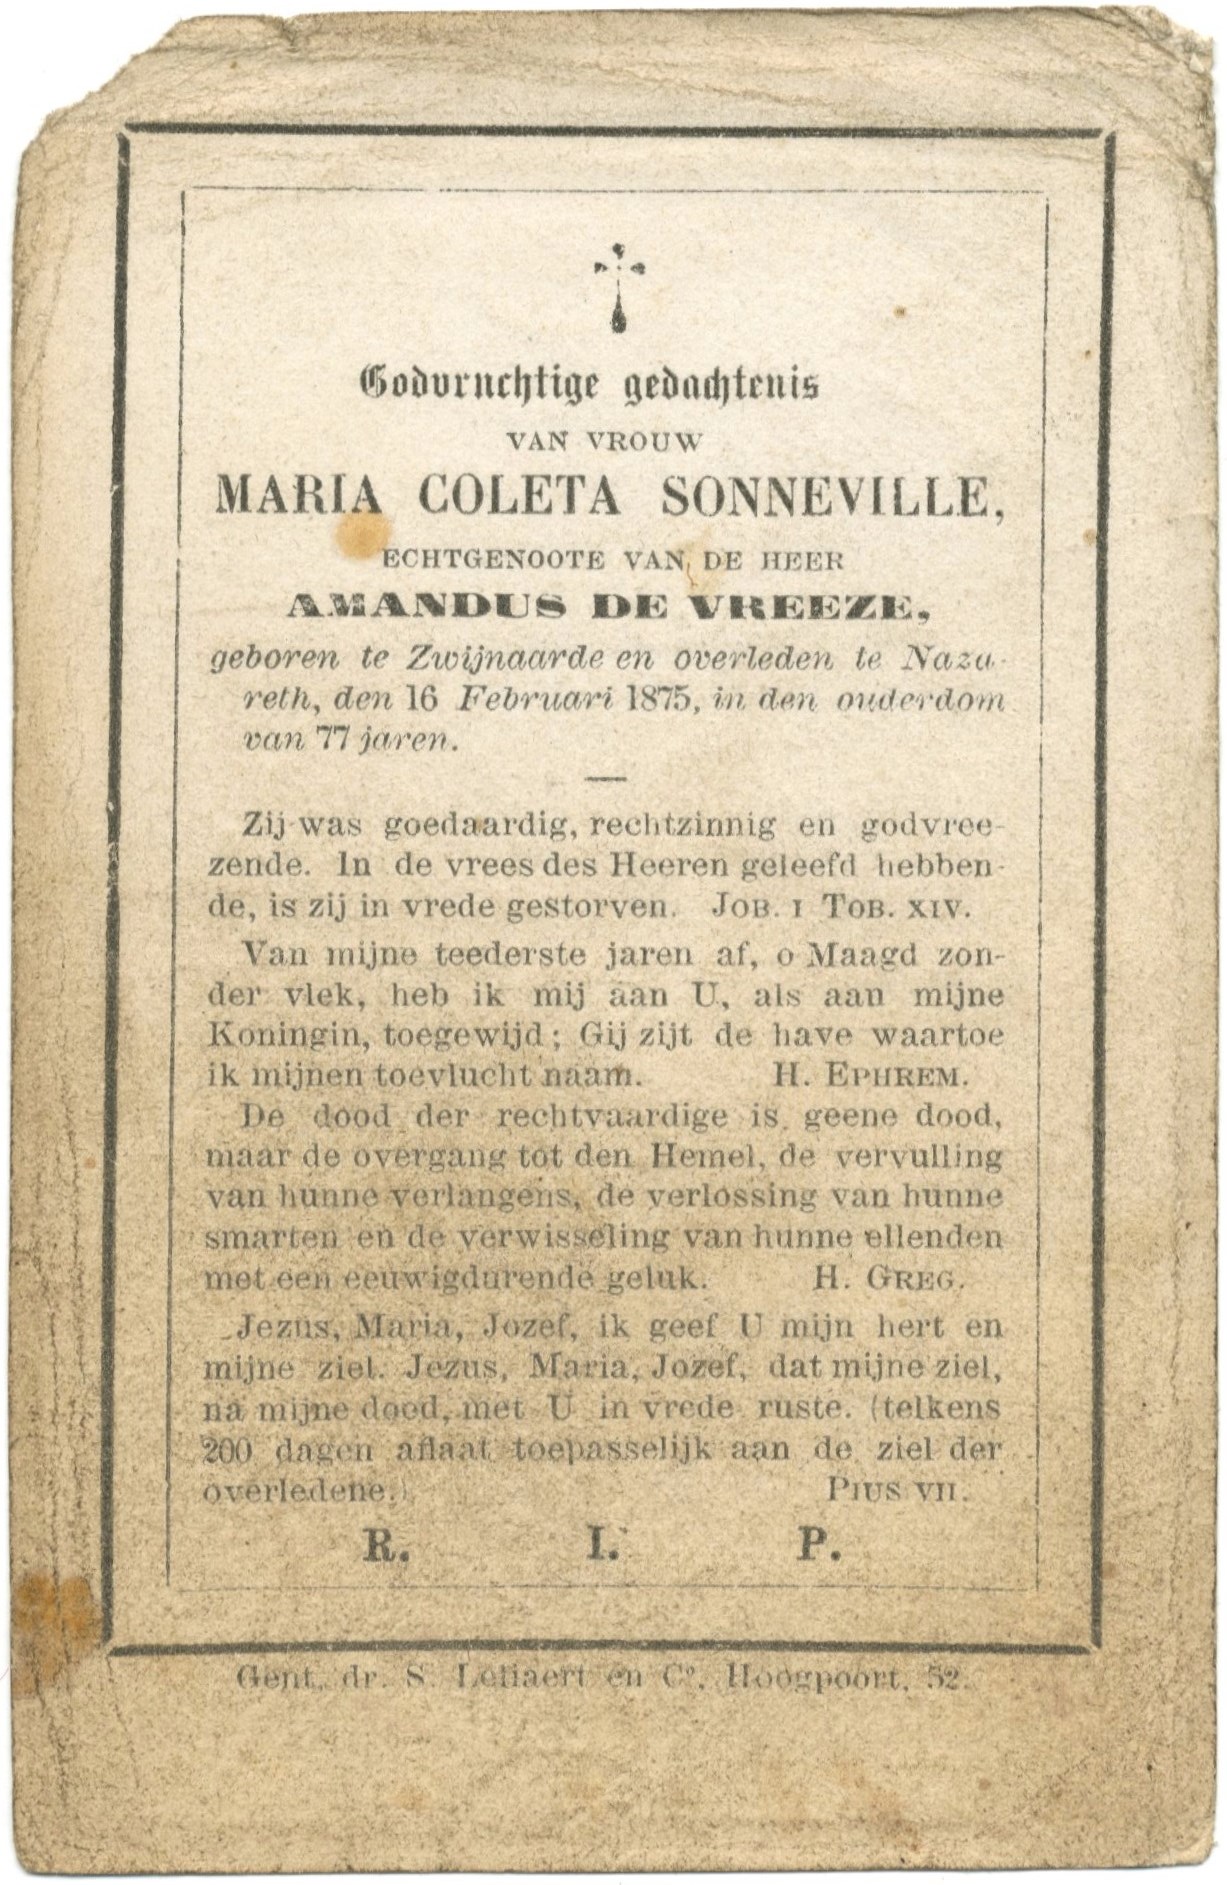 Godvruchtige gedachtenis
VAN VROUW
MARIA COLETA SONNEVILLE,
ECHTGENOOTE VAN DE HEER
AMANDUS DE VREEZE,
geboren te Zwijnaarde en overleden te Naza-
reth, den 16 Februari 1875, in den ouderdom
van 77 jaren.
Zij was goedaardig, rechtzinnig en godvree-
zende. In de vrees des Heeren geleefd hebben-
de, is zij in vrede gestorven. JOB. I TOB. XIV.
Van mijne teederste jaren af, o Maagd zon-
der vlek, heb ik mij aan U, als aan mijne
Koningin, toegewijd; Gij zijt de have waartoe
ik mijnen toevlucht naam. H. EPHREM.
De dood der rechtvaardige is geene dood,
maar de overgang tot den Hemel, de vervulling
van hunne verlangens, de verlossing van hunne
smarten en de verwisseling van hunne ellenden
met een eeuwigdurende geluk. H. GREG.
Jezus, Maria, Jozef, ik geef U mijn hert en
mijne ziel. Jezus, Maria, Jozef, dat mijne ziel,
na mijne dood, met U in vrede ruste. (telkens
200 dagen aflaat toepasselijk aan de ziel der
overledene.) PIUS VII.
R. I. P.
Gent, dr. S. Leliaert en Cº, Hoogpoort, 52.